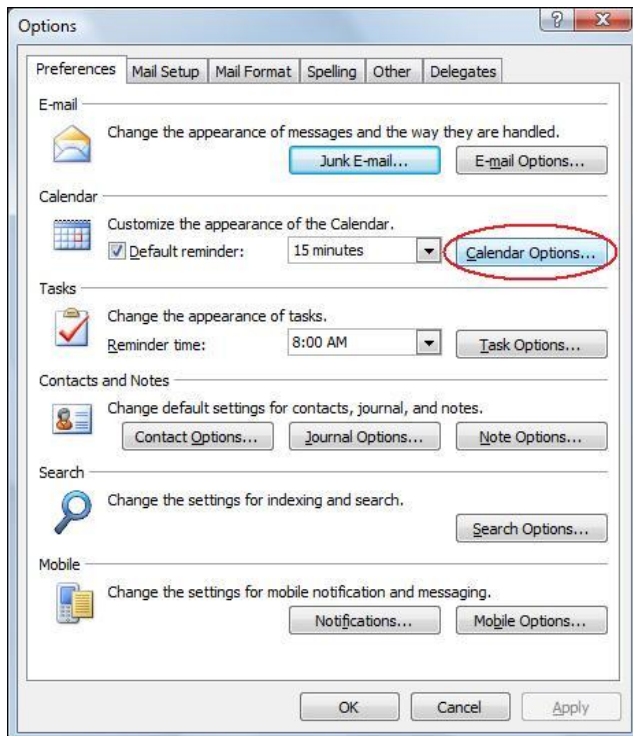 Options
Preferences Mail Setup Mail Format Spelling Other Delegates
E-mail
Change the appearance of messages and the way they are handled.
Junk E-mail... E-mail Options...
Calendar
Customize the appearance of the Calendar.
Default reminder: 15 minutes Calendar Options...
Tasks
Change the appearance of tasks.
Reminder time: 8:00 AM Task Options...
Contacts and Notes
Change default settings for contacts, journal, and notes.
Contact Options... Journal Options... Note Options...
Search
Change the settings for indexing and search.
Search Options...
Mobile
Change the settings for mobile notification and messaging.
Notifications... Mobile Options...
OK Cancel Apply